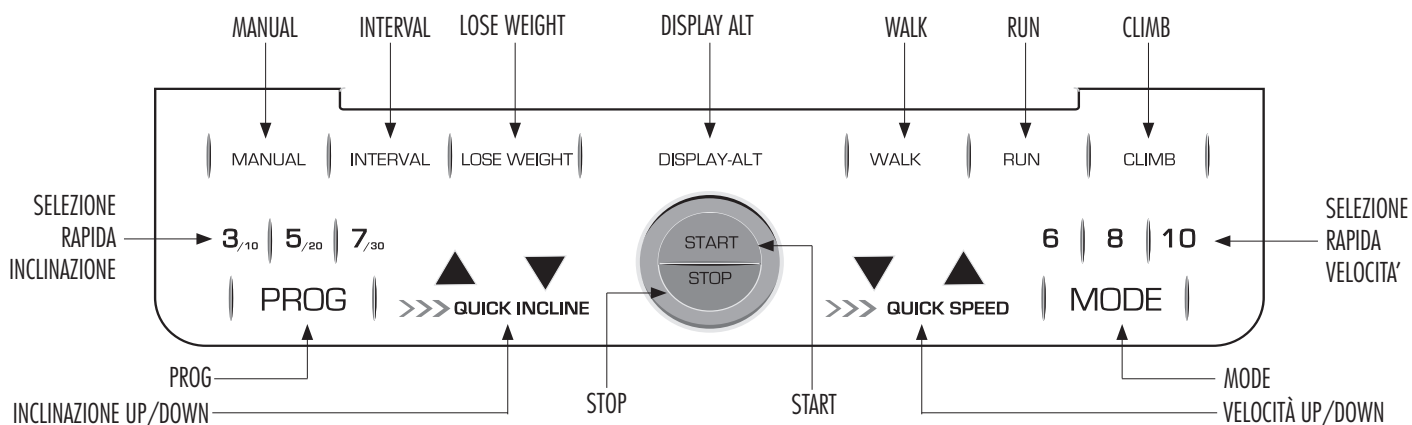 MANUAL INTERVAL LOSE WEIGHT DISPLAY ALT WALK RUN CLIMB
MANUAL INTERVAL LOSE WEIGHT DISPLAY-ALT WALK RUN CLIMB
SELEZIONE
RAPIDA
INCLINAZIONE
3/10 5/20 7/30
START
STOP
6 8 10
SELEZIONE
RAPIDA
VELOCITA'
PROG
>>> QUICK INCLINE
>>> QUICK SPEED
MODE
PROG
INCLINAZIONE UP/DOWN
STOP
START
MODE
VELOCITÀ UP/DOWN